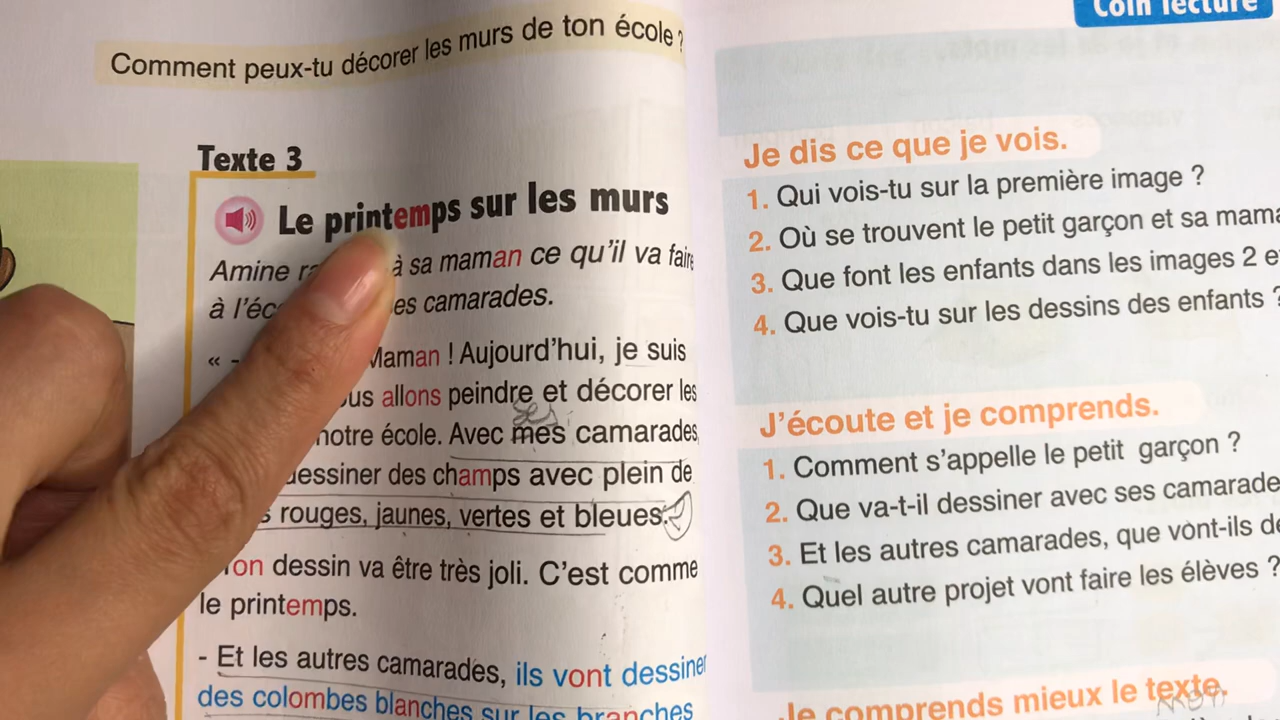 Comment peux-tu décorer les murs de ton école ?
Texte 3
Le printemps sur les murs
Amine à sa maman ce qu'il va faire
à l'éc es camarades.
« - Maman ! Aujourd'hui, je suis
allons peindre et décorer les
notre école. Avec mes camarades,
ses
dessiner des champs avec plein de
rouges, jaunes, vertes et bleues.
dessin va être très joli. C'est comme
le printemps.
- Et les autres camarades, ils vont dessiner
des colombes blanches sur les branches
Coin lecture
Je dis ce que je vois.
1. Qui vois-tu sur la première image ?
2. Où se trouvent le petit garçon et sa mama
3. Que font les enfants dans les images 2 e
4. Que vois-tu sur les dessins des enfants ?
J'écoute et je comprends.
1. Comment s'appelle le petit garçon ?
2. Que va-t-il dessiner avec ses camarade
3. Et les autres camarades, que vont-ils de
4. Quel autre projet vont faire les élèves ?
Je comprends mieux le texte.